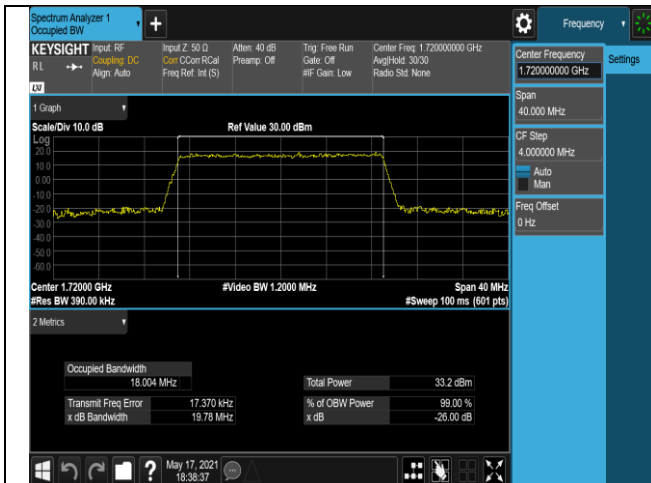 Spectrum Analyzer 1
Occupied BW
Frequency
KEYSIGHT
RL
LXI
Input: RF
Coupling: DC
Align: Auto
Input Z: 50 Ω
Corr CCorr RCal
Freq Ref: Int (S)
Atten: 40 dB
Preamp: Off
Trig: Free Run
Gate: Off
#IF Gain: Low
Center Freq: 1.720000000 GHz
Avg|Hold: 30/30
Radio Std: None
Center Frequency
1.720000000 GHz
Settings
Span
40.000 MHz
CF Step
4.000000 MHz
Auto
Man
Freq Offset
0 Hz
1 Graph
Scale/Div 10.0 dB
Ref Value 30.00 dBm
Log
20.0
10.0
0.00
-10.0
-20.0
-30.0
-40.0
-50.0
-60.0
Center 1.72000 GHz
#Video BW 1.2000 MHz
Span 40 MHz
#Res BW 390.00 kHz
#Sweep 100 ms (601 pts)
2 Metrics
Occupied Bandwidth
18.004 MHz
Total Power 33.2 dBm
Transmit Freq Error 17.370 kHz
% of OBW Power 99.00 %
x dB Bandwidth 19.78 MHz
x dB -26.00 dB
?
May 17, 2021
18:38:37